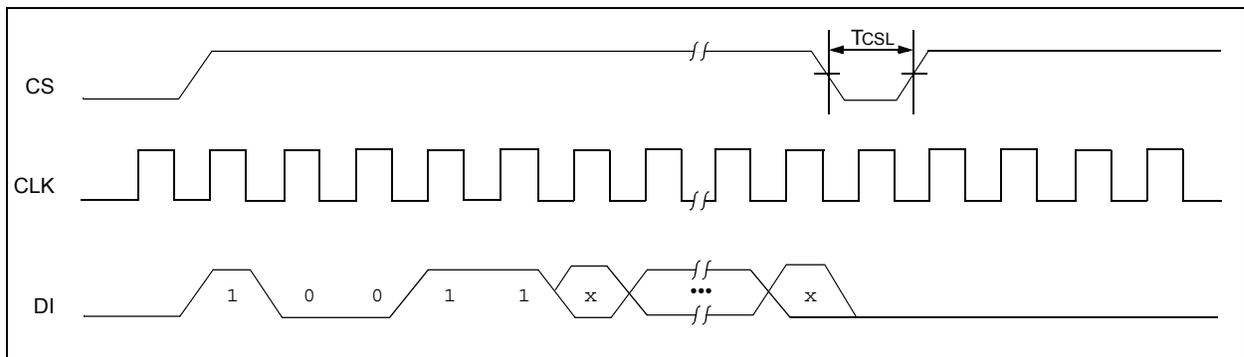 TCSL
CS
CLK
DI 1 0 0 1 1 x ••• x